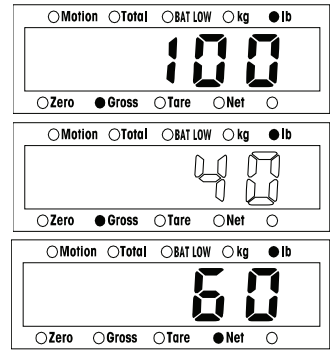 Motion Total BAT LOW kg lb
100
Zero Gross Tare Net
Motion Total BAT LOW kg lb
40
Zero Gross Tare Net
Motion Total BAT LOW kg lb
60
Zero Gross Tare Net